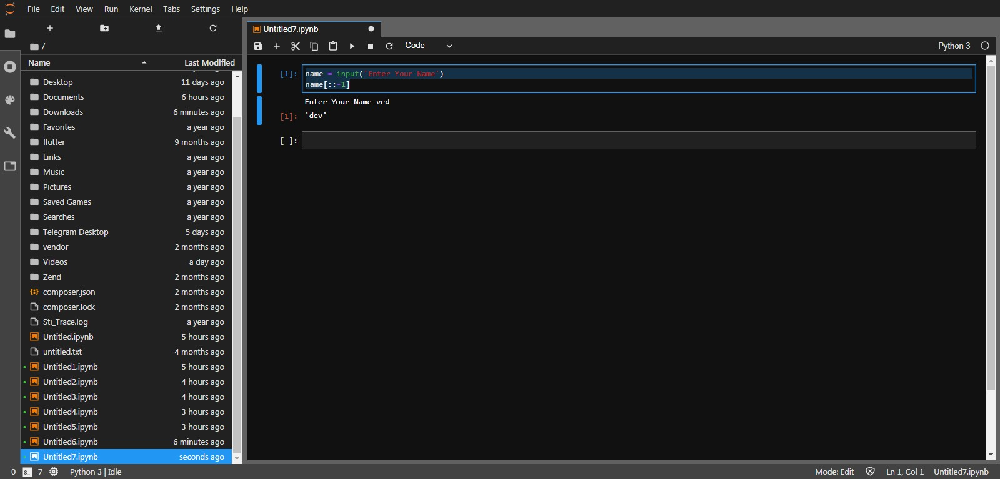 File Edit View Run Kernel Tabs Settings Help
/
Name Last Modified
Desktop 11 days ago
Documents 6 hours ago
Downloads 6 minutes ago
Favorites a year ago
flutter 9 months ago
Links a year ago
Music a year ago
Pictures a year ago
Saved Games a year ago
Searches a year ago
Telegram Desktop 5 days ago
vendor 2 months ago
Videos a day ago
Zend 2 months ago
composer.json 2 months ago
composer.lock 2 months ago
Sti_Trace.log a year ago
Untitled.ipynb 5 hours ago
untitled.txt 4 months ago
Untitled1.ipynb 5 hours ago
Untitled2.ipynb 4 hours ago
Untitled3.ipynb 4 hours ago
Untitled4.ipynb 3 hours ago
Untitled5.ipynb 3 hours ago
Untitled6.ipynb 6 minutes ago
Untitled7.ipynb seconds ago
Untitled7.ipynb
Code Python 3
[1]: name = input('Enter Your Name')
name[::-1]
Enter Your Name ved
[1]: 'dev'
[ ]:
0 $_ 7 Python 3 | Idle Mode: Edit Ln 1, Col 1 Untitled7.ipynb